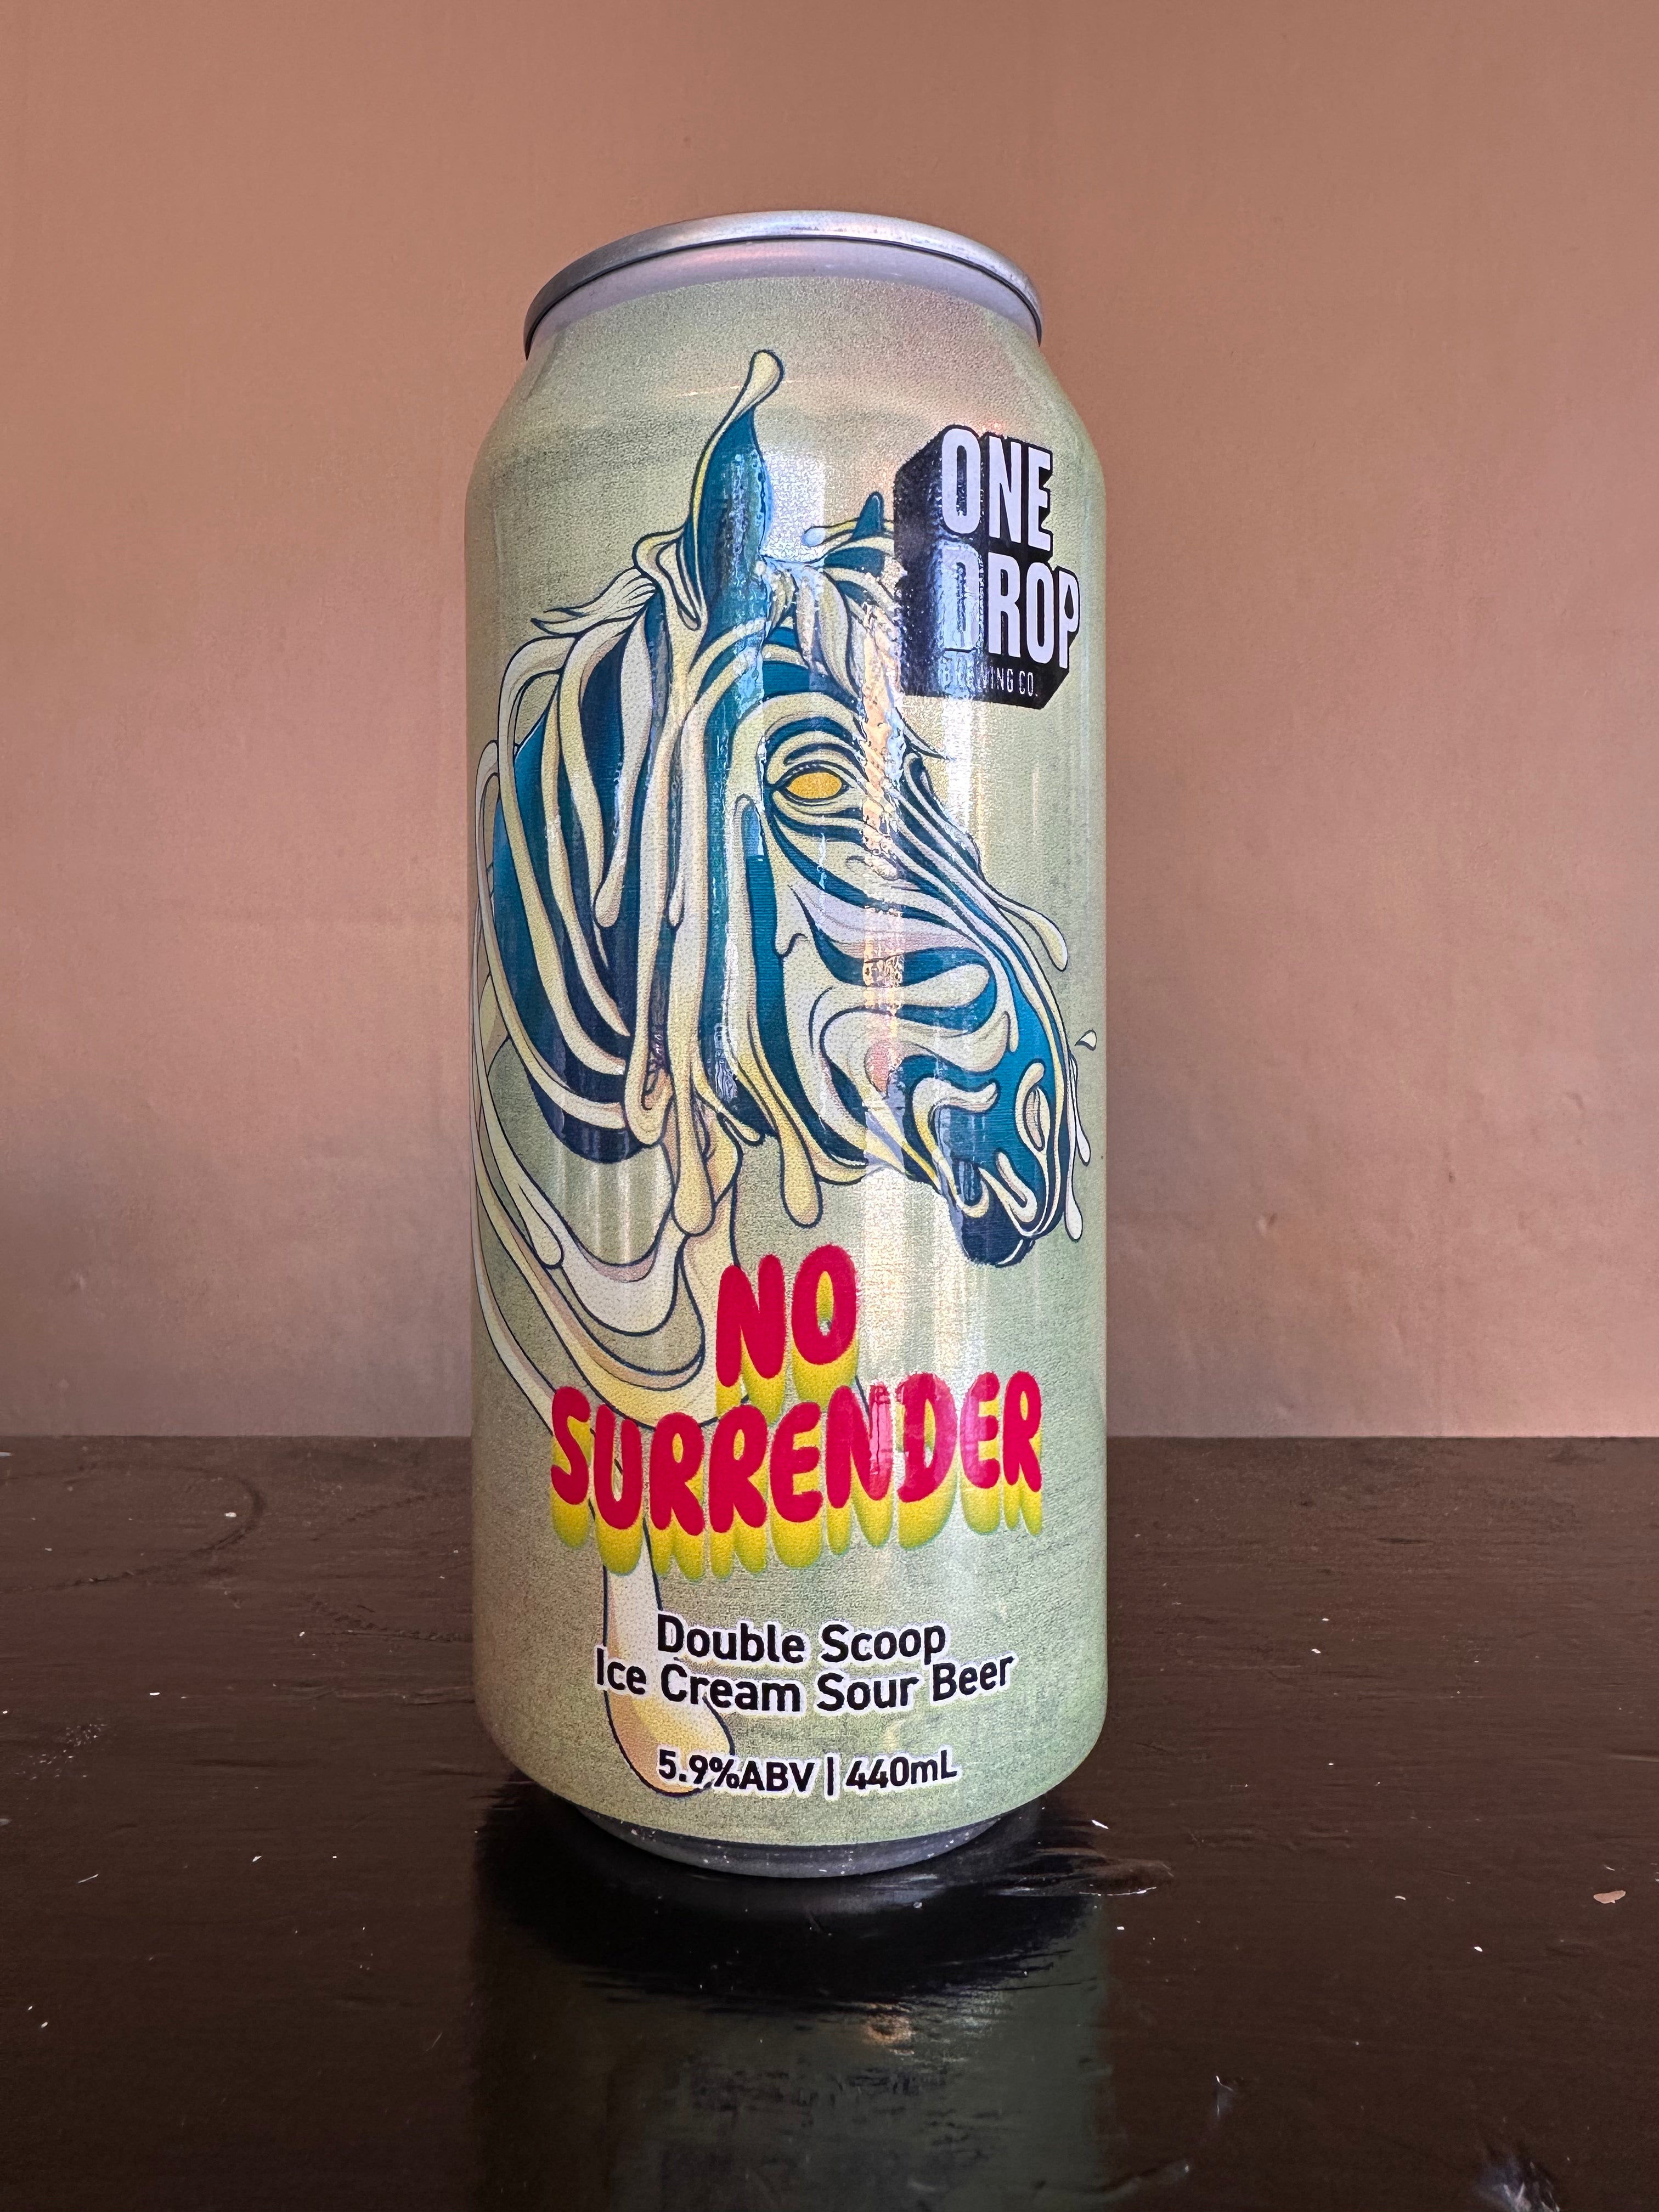 ONE
DROP
BREWING CO.
NO
SURRENDER
Double Scoop
Ice Cream Sour Beer
5.9%ABV | 440mL